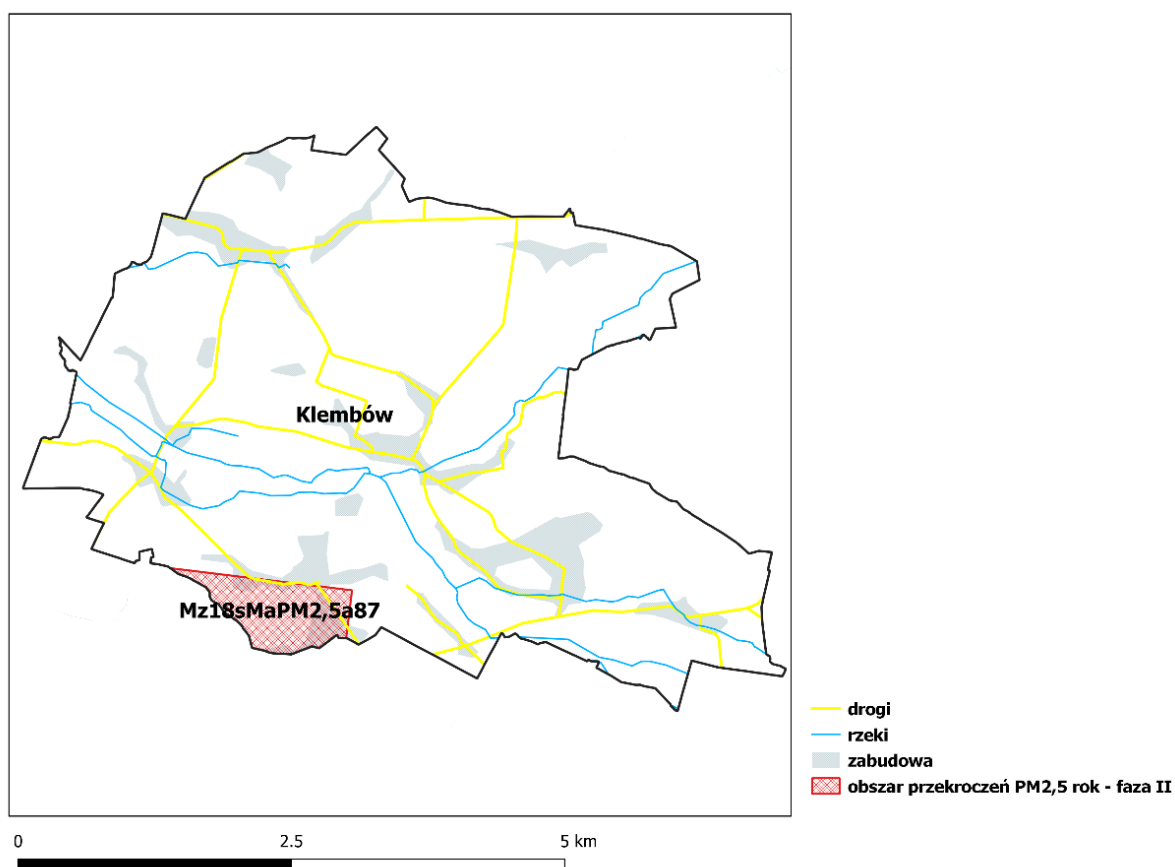 Klembów
Mz18sMaPM2,5a87
drogi
rzeki
zabudowa
obszar przekroczeń PM2,5 rok - faza II
0 2.5 5 km